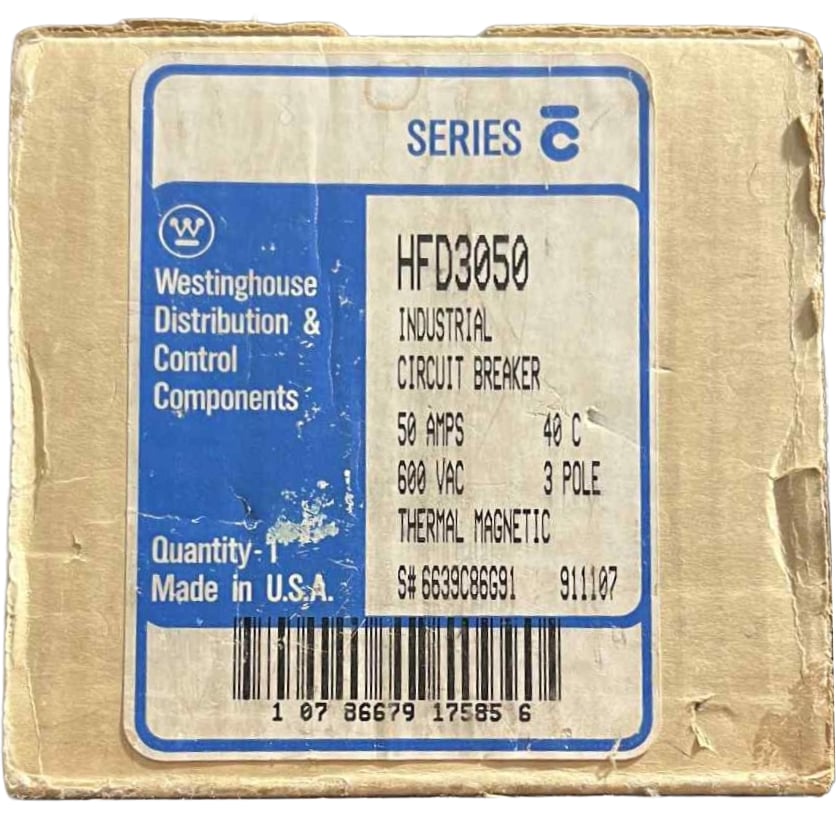 SERIES C
W
Westinghouse
Distribution &
Control
Components
Quantity-1
Made in U.S.A.
HFD3050
INDUSTRIAL
CIRCUIT BREAKER
50 AMPS 40 C
600 VAC 3 POLE
THERMAL MAGNETIC
S# 6639C86G91 911107
1 07 86679 17585 6